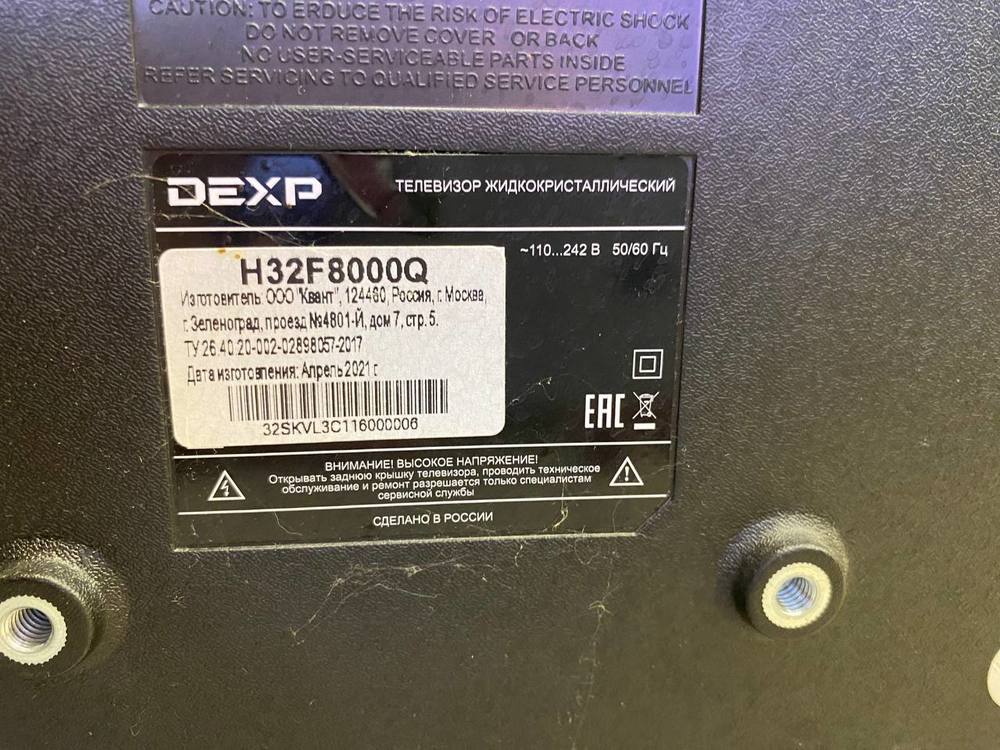 CAUTION: TO ERDUCE THE RISK OF ELECTRIC SHOCK
DO NOT REMOVE COVER OR BACK
NO USER-SERVICEABLE PARTS INSIDE
REFER SERVICING TO QUALIFIED SERVICE PERSONNEL
DEXP
ТЕЛЕВИЗОР ЖИДКОКРИСТАЛЛИЧЕСКИЙ
~110...242 В 50/60 Гц
H32F8000Q
Изготовитель: ООО "Квант", 124460, Россия, г. Москва,
г. Зеленоград, проезд №4801-Й, дом 7, стр. 5.
ТУ 26.40.20-002-02898057-2017
Дата изготовления: Апрель 2021 г
32SKVL3C116000006
EAC
ВНИМАНИЕ! ВЫСОКОЕ НАПРЯЖЕНИЕ!
Открывать заднюю крышку телевизора, проводить техническое
обслуживание и ремонт разрешается только специалистам
сервисной службы
СДЕЛАНО В РОССИИ